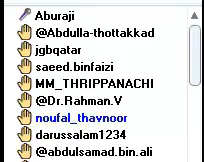 Aburaji
@Abdulla-thottakkad
jgbqatar
saeed.binfaizi
MM_THRIPPANACHI
@Dr.Rahman.V
noufal_thavnoor
darussalam1234
@abdulsamad.bin.ali